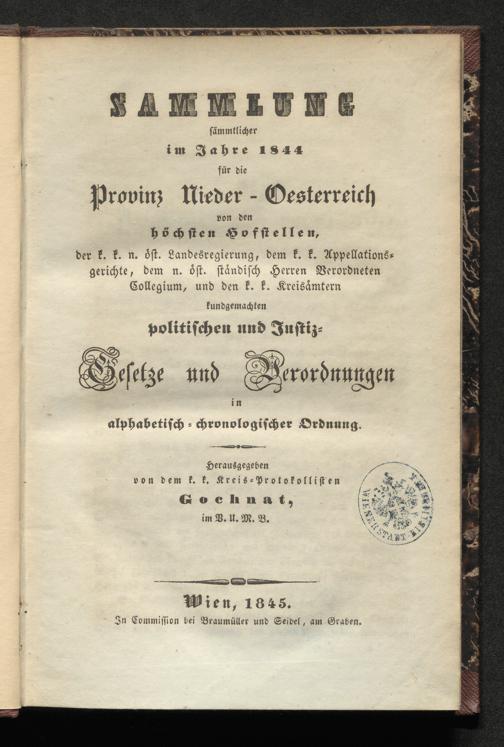 SAMMLUNG
sämmtlicher
im Jahre 1844
für die
Provinz Nieder-Oesterreich
von den
höchsten Hofstellen,
der k. k. n. öst. Landesregierung, dem k. k. Appellations-
gerichte, dem n. öst. ständisch Herren Verordneten
Collegium, und den k. k. Kreisämtern
kundgemachten
politischen und Justiz-
Gesetze und Verordnungen
in
alphabetisch-chronologischer Ordnung.
Herausgegeben
von dem k. k. Kreis-Protokollisten
Gochnat,
im V. U. M. B.
Wien, 1845.
In Commission bei Braumüller und Seidel, am Graben.